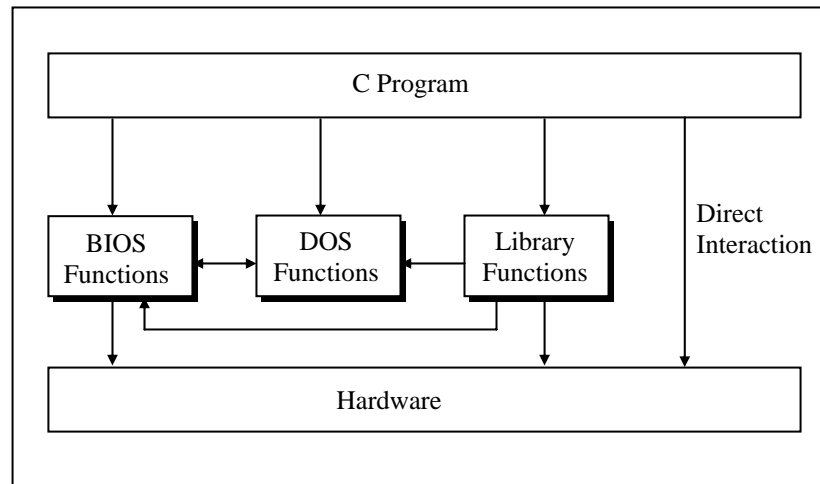 C Program
BIOS
Functions
DOS
Functions
Library
Functions
Direct
Interaction
Hardware